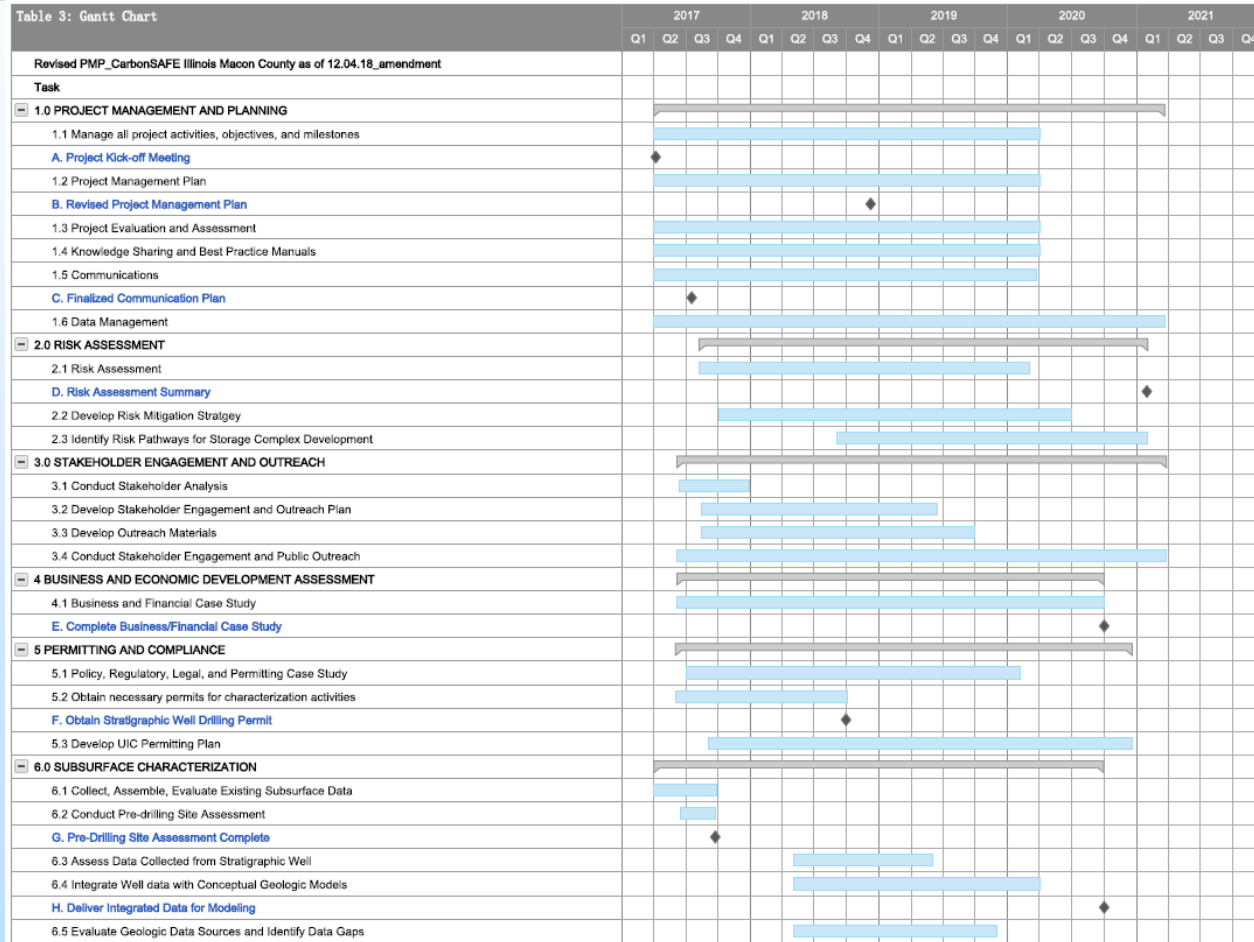 Table 3: Gantt Chart
2017 2018 2019 2020 2021
Q1 Q2 Q3 Q4 Q1 Q2 Q3 Q4 Q1 Q2 Q3 Q4 Q1 Q2 Q3 Q4 Q1 Q2 Q3 Q4
Revised PMP_CarbonSAFE Illinois Macon County as of 12.04.18_amendment
Task
1.0 PROJECT MANAGEMENT AND PLANNING
1.1 Manage all project activities, objectives, and milestones
A. Project Kick-off Meeting
1.2 Project Management Plan
B. Revised Project Management Plan
1.3 Project Evaluation and Assessment
1.4 Knowledge Sharing and Best Practice Manuals
1.5 Communications
C. Finalized Communication Plan
1.6 Data Management
2.0 RISK ASSESSMENT
2.1 Risk Assessment
D. Risk Assessment Summary
2.2 Develop Risk Mitigation Stratgey
2.3 Identify Risk Pathways for Storage Complex Development
3.0 STAKEHOLDER ENGAGEMENT AND OUTREACH
3.1 Conduct Stakeholder Analysis
3.2 Develop Stakeholder Engagement and Outreach Plan
3.3 Develop Outreach Materials
3.4 Conduct Stakeholder Engagement and Public Outreach
4 BUSINESS AND ECONOMIC DEVELOPMENT ASSESSMENT
4.1 Business and Financial Case Study
E. Complete Business/Financial Case Study
5 PERMITTING AND COMPLIANCE
5.1 Policy, Regulatory, Legal, and Permitting Case Study
5.2 Obtain necessary permits for characterization activities
F. Obtain Stratigraphic Well Drilling Permit
5.3 Develop UIC Permitting Plan
6.0 SUBSURFACE CHARACTERIZATION
6.1 Collect, Assemble, Evaluate Existing Subsurface Data
6.2 Conduct Pre-drilling Site Assessment
G. Pre-Drilling Site Assessment Complete
6.3 Assess Data Collected from Stratigraphic Well
6.4 Integrate Well data with Conceptual Geologic Models
H. Deliver Integrated Data for Modeling
6.5 Evaluate Geologic Data Sources and Identify Data Gaps